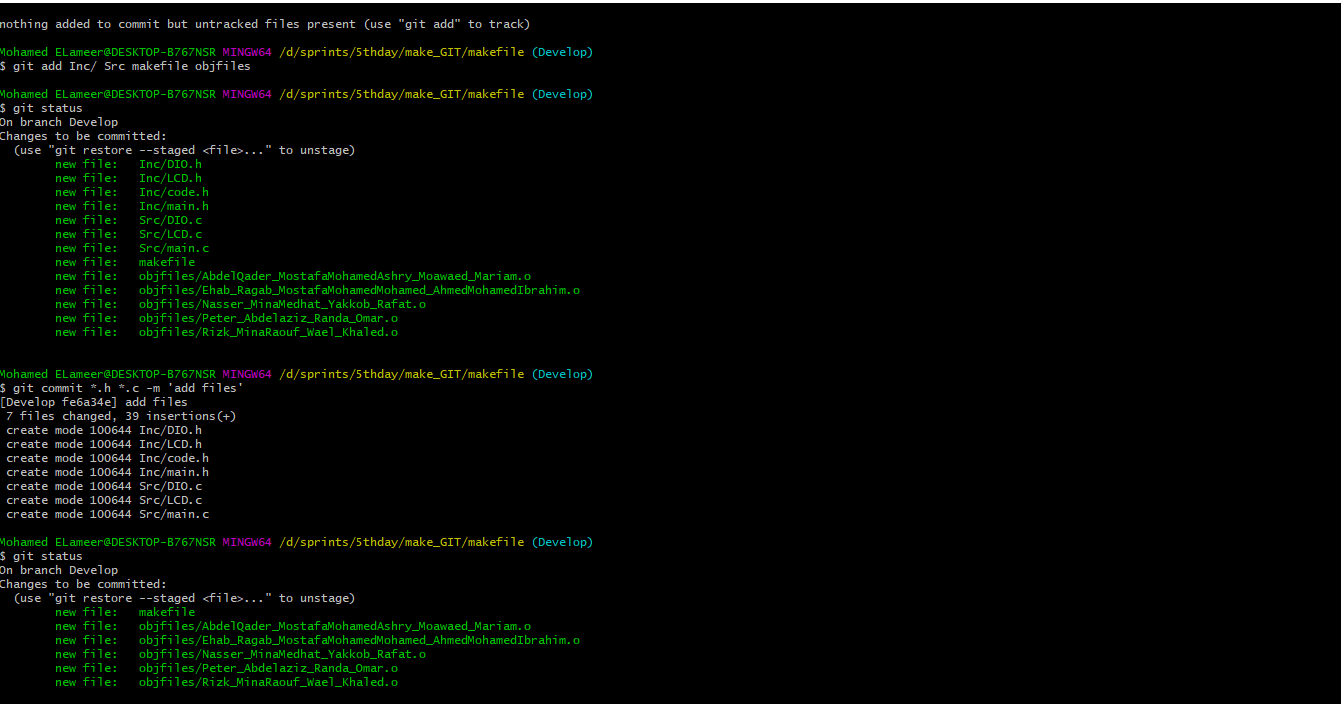 nothing added to commit but untracked files present (use "git add" to track)
Mohamed ELameer@DESKTOP-B767NSR MINGW64 /d/sprints/5thday/make_GIT/makefile (Develop)
$ git add Inc/ Src makefile objfiles
Mohamed ELameer@DESKTOP-B767NSR MINGW64 /d/sprints/5thday/make_GIT/makefile (Develop)
$ git status
On branch Develop
Changes to be committed:
  (use "git restore --staged <file>..." to unstage)
        new file:   Inc/DIO.h
        new file:   Inc/LCD.h
        new file:   Inc/code.h
        new file:   Inc/main.h
        new file:   Src/DIO.c
        new file:   Src/LCD.c
        new file:   Src/main.c
        new file:   makefile
        new file:   objfiles/AbdelQader_MostafaMohamedAshry_Moawaed_Mariam.o
        new file:   objfiles/Ehab_Ragab_MostafaMohamedMohamed_AhmedMohamedIbrahim.o
        new file:   objfiles/Nasser_MinaMedhat_Yakkob_Rafat.o
        new file:   objfiles/Peter_Abdelaziz_Randa_Omar.o
        new file:   objfiles/Rizk_MinaRaouf_Wael_Khaled.o
Mohamed ELameer@DESKTOP-B767NSR MINGW64 /d/sprints/5thday/make_GIT/makefile (Develop)
$ git commit *.h *.c -m 'add files'
[Develop fe6a34e] add files
 7 files changed, 39 insertions(+)
 create mode 100644 Inc/DIO.h
 create mode 100644 Inc/LCD.h
 create mode 100644 Inc/code.h
 create mode 100644 Inc/main.h
 create mode 100644 Src/DIO.c
 create mode 100644 Src/LCD.c
 create mode 100644 Src/main.c
Mohamed ELameer@DESKTOP-B767NSR MINGW64 /d/sprints/5thday/make_GIT/makefile (Develop)
$ git status
On branch Develop
Changes to be committed:
  (use "git restore --staged <file>..." to unstage)
        new file:   makefile
        new file:   objfiles/AbdelQader_MostafaMohamedAshry_Moawaed_Mariam.o
        new file:   objfiles/Ehab_Ragab_MostafaMohamedMohamed_AhmedMohamedIbrahim.o
        new file:   objfiles/Nasser_MinaMedhat_Yakkob_Rafat.o
        new file:   objfiles/Peter_Abdelaziz_Randa_Omar.o
        new file:   objfiles/Rizk_MinaRaouf_Wael_Khaled.o